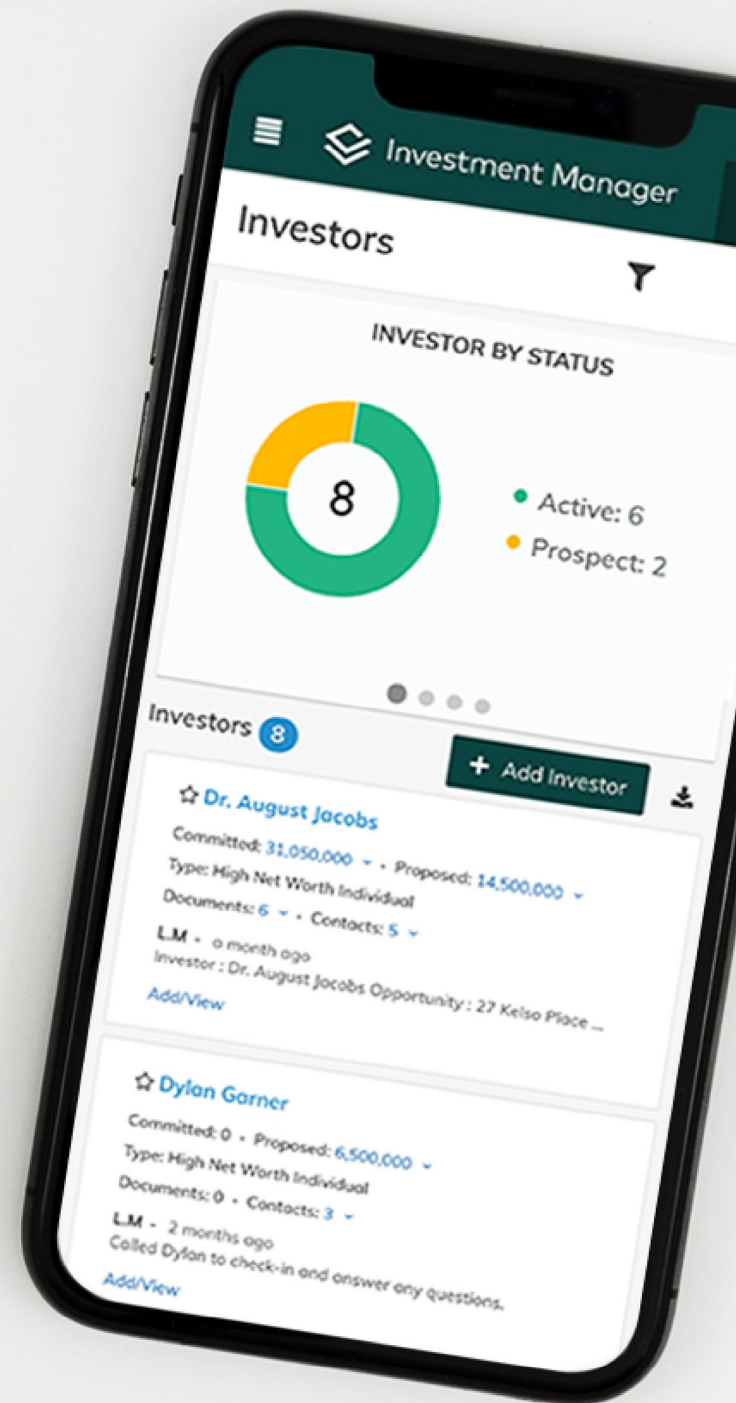 Investment Manager
Investors
INVESTOR BY STATUS
8
Active: 6
Prospect: 2
Investors 8
+ Add Investor
Dr. August Jacobs
Committed: 31,050,000 • Proposed: 14,500,000
Type: High Net Worth Individual
Documents: 6 • Contacts: 5
L.M - a month ago
Investor : Dr. August Jacobs Opportunity : 27 Kelso Place ...
Add/View
Dylan Garner
Committed: 0 • Proposed: 6,500,000
Type: High Net Worth Individual
Documents: 0 • Contacts: 3
L.M - 2 months ago
Called Dylan to check-in and answer any questions.
Add/View